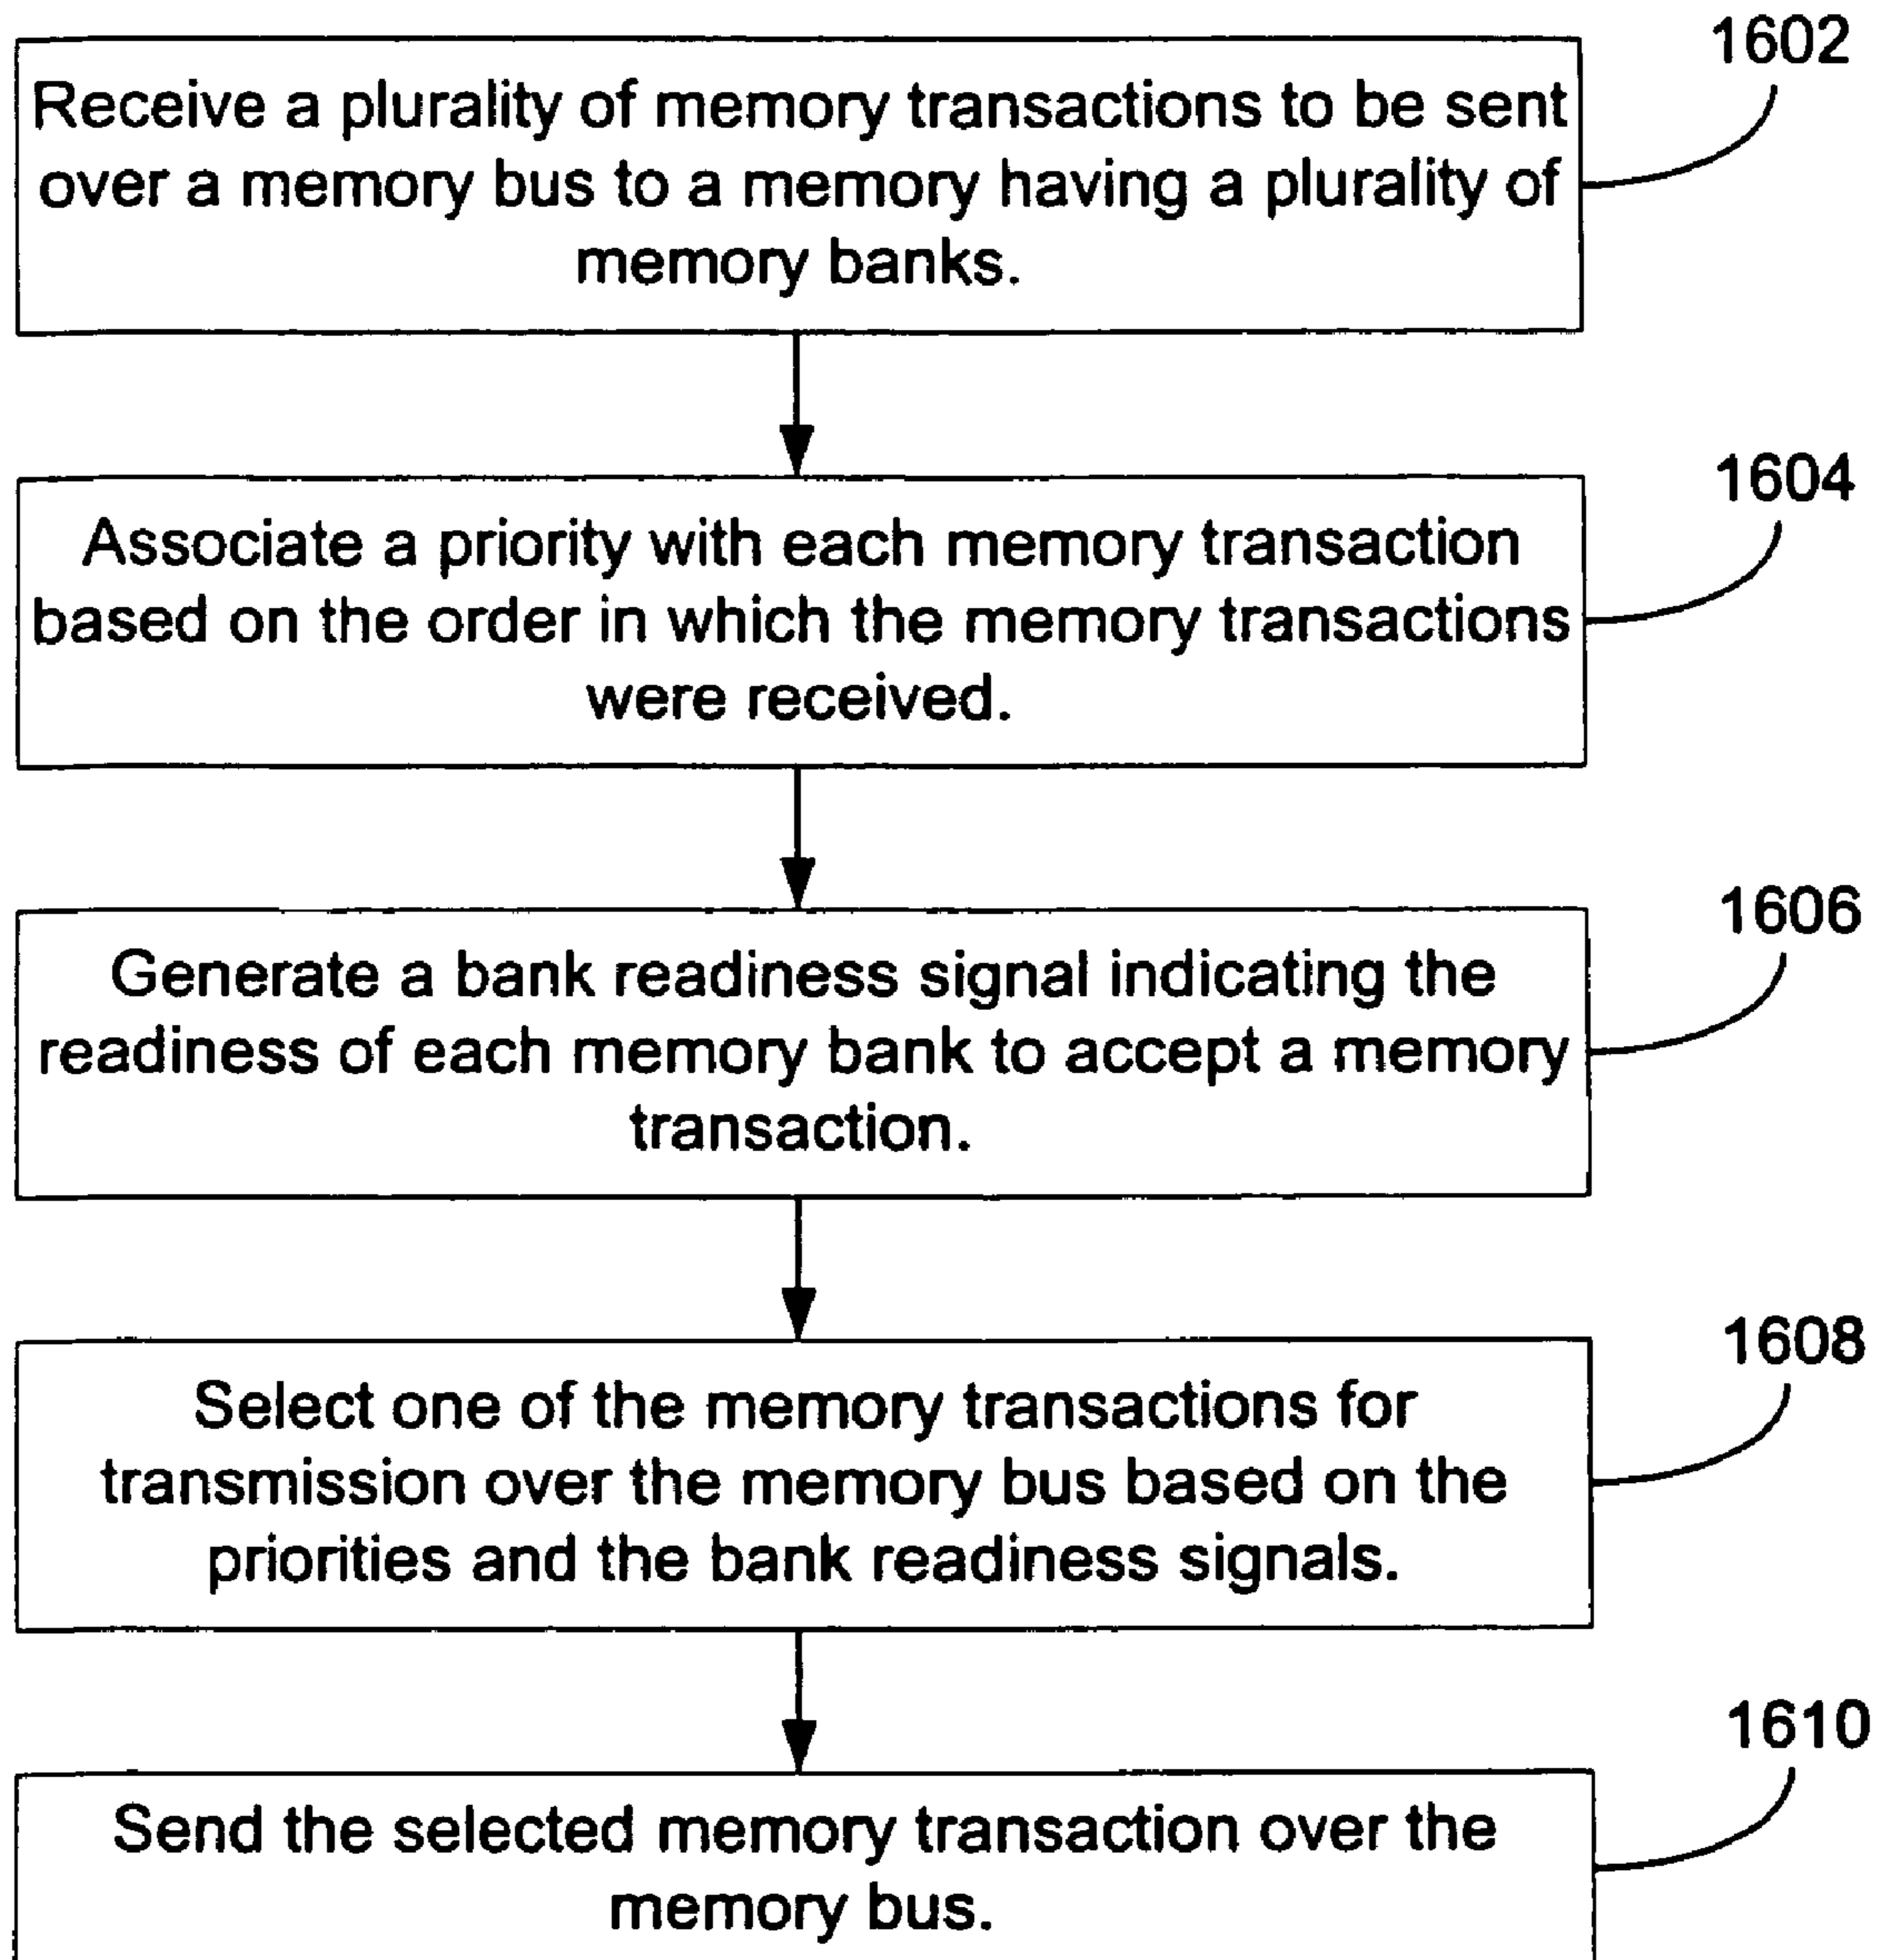 1602
Receive a plurality of memory transactions to be sent
over a memory bus to a memory having a plurality of
memory banks.
1604
Associate a priority with each memory transaction
based on the order in which the memory transactions
were received.
1606
Generate a bank readiness signal indicating the
readiness of each memory bank to accept a memory
transaction.
1608
Select one of the memory transactions for
transmission over the memory bus based on the
priorities and the bank readiness signals.
1610
Send the selected memory transaction over the
memory bus.